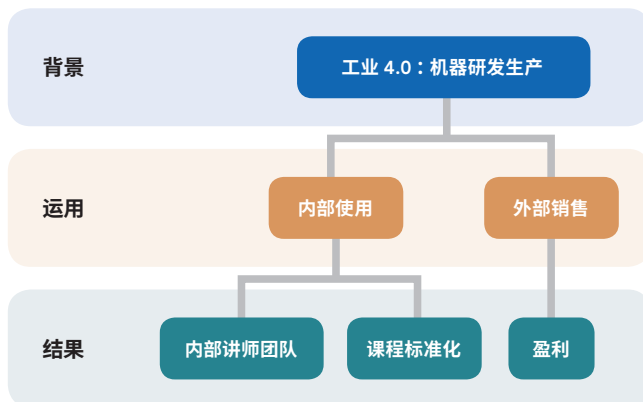 背景
工业 4.0：机器研发生产
运用
内部使用
外部销售
结果
内部讲师团队
课程标准化
盈利